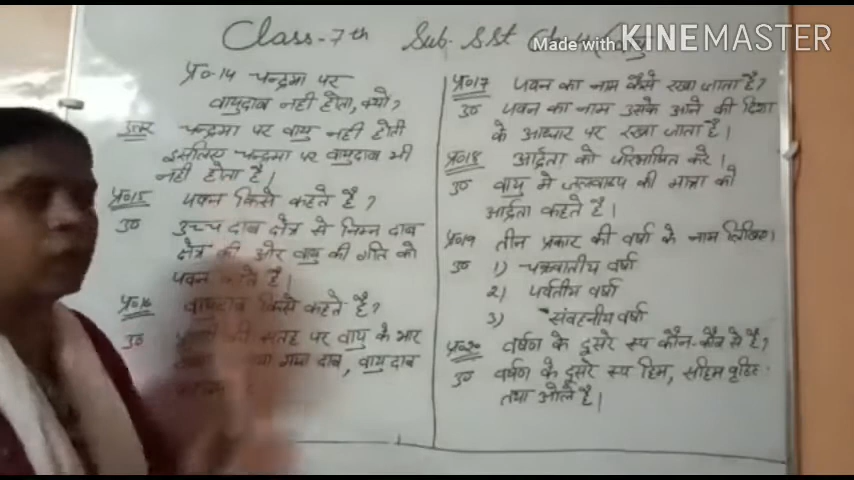 Class-7th Sub. S.St
Made with KINEMASTER
प्र०14 चन्द्रमा पर
वायुदाब नही होता, क्यो?
उत्तर चन्द्रमा पर वायु नही होती
इसलिए चन्द्रमा पर वायुदाब भी
नही होता है।
प्र०15 पवन किसे कहते है?
उ० उच्च दाब क्षेत्र से निम्न दाब
क्षेत्र की ओर वायु की गति को
पवन कहते है।
प्र०16 वायुदाब किसे कहते है?
उ० की सतह पर वायु के भार
गया दाब, वायुदाब
प्र०17 पवन का नाम कैसे रखा जाता है?
उ० पवन का नाम उसके आने की दिशा
के आधार पर रखा जाता है।
प्र०18 आर्द्रता को परिभाषित करे।
उ० वायु मे जलवाष्प की मात्रा को
आर्द्रता कहते है।
प्र०19 तीन प्रकार की वर्षा के नाम लिखिए।
उ० 1) चक्रवातीय वर्षा
2) पर्वतीय वर्षा
3) संवहनीय वर्षा
प्र०20 वर्षण के दूसरे रूप कौन-कौन से है?
उ० वर्षण के दूसरे रूप हिम, सहिम वृष्टि
तथा ओले है।